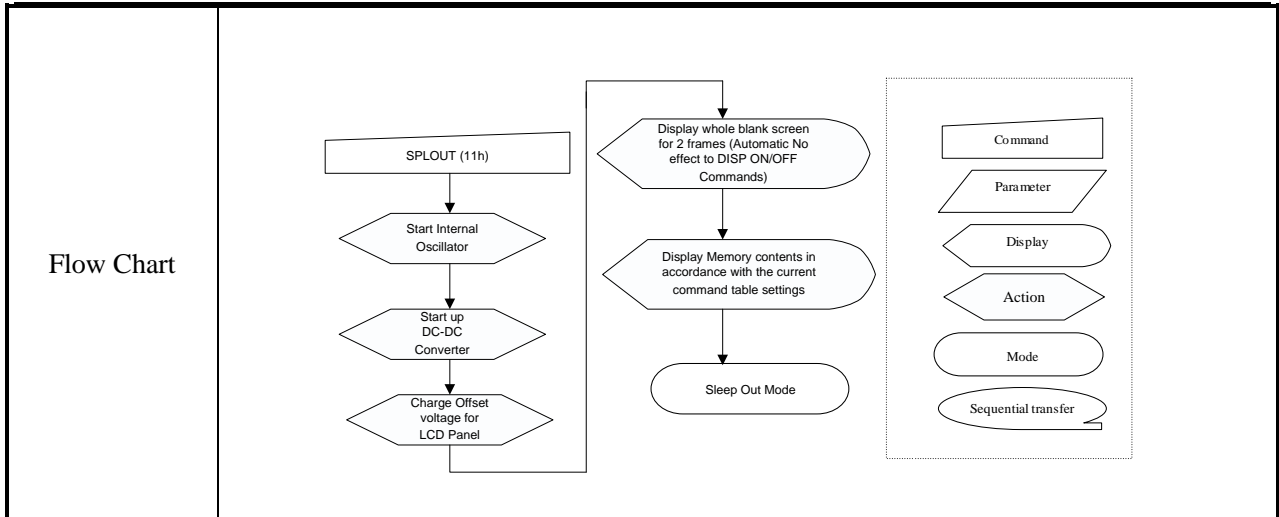 Flow Chart
SPLOUT (11h)
Start Internal
Oscillator
Start up
DC-DC
Converter
Charge Offset
voltage for
LCD Panel
Display whole blank screen
for 2 frames (Automatic No
effect to DISP ON/OFF
Commands)
Display Memory contents in
accordance with the current
command table settings
Sleep Out Mode
Command
Parameter
Display
Action
Mode
Sequential transfer